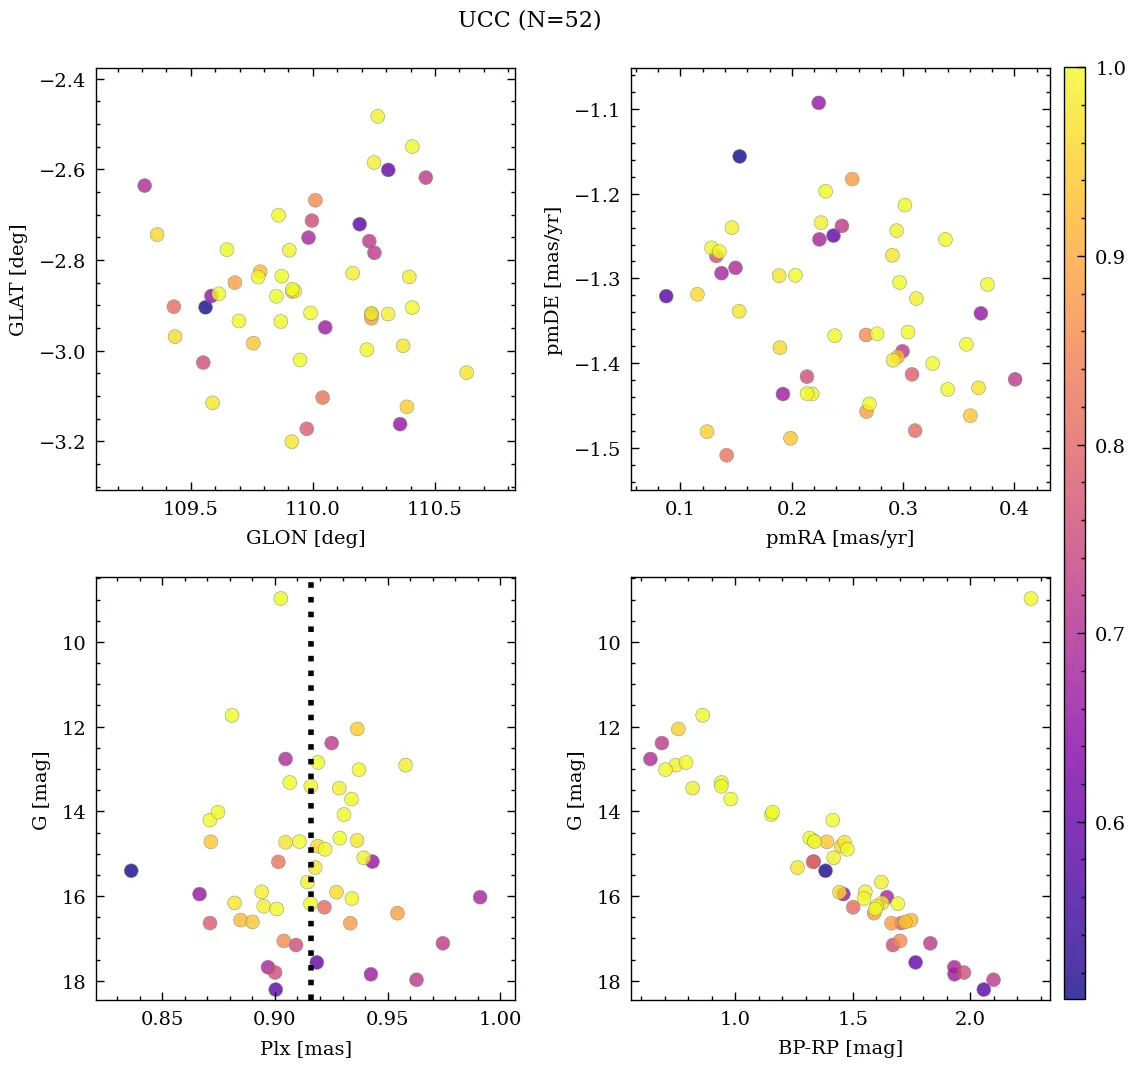 UCC (N=52)
−2.4
−2.6
−2.8
−3.0
−3.2
GLAT [deg]
109.5 110.0 110.5
GLON [deg]
−1.1
−1.2
−1.3
−1.4
−1.5
pmDE [mas/yr]
0.1 0.2 0.3 0.4
pmRA [mas/yr]
10
12
14
16
18
G [mag]
0.85 0.90 0.95 1.00
Plx [mas]
10
12
14
16
18
G [mag]
1.0 1.5 2.0
BP-RP [mag]
1.0
0.9
0.8
0.7
0.6